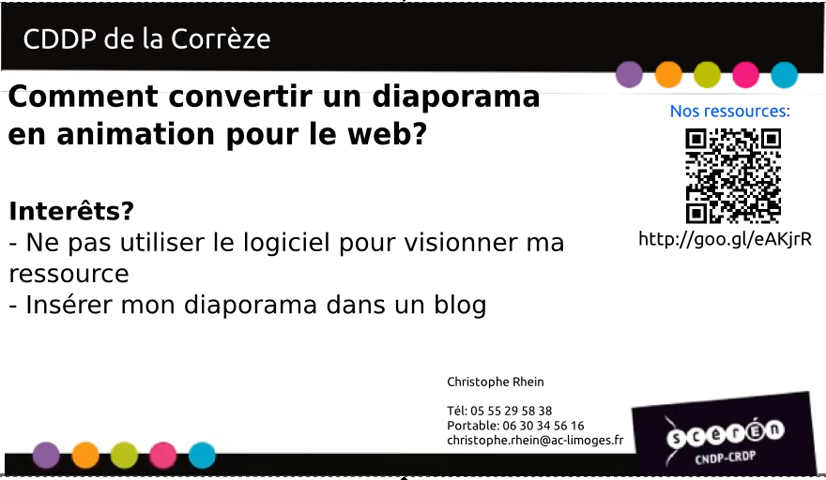 CDDP de la Corrèze
Comment convertir un diaporama
en animation pour le web?
Nos ressources:
http://goo.gl/eAKjrR
Interêts?
- Ne pas utiliser le logiciel pour visionner ma
ressource
- Insérer mon diaporama dans un blog
Christophe Rhein
Tél: 05 55 29 58 38
Portable: 06 30 34 56 16
christophe.rhein@ac-limoges.fr
scérÉn
CNDP-CRDP